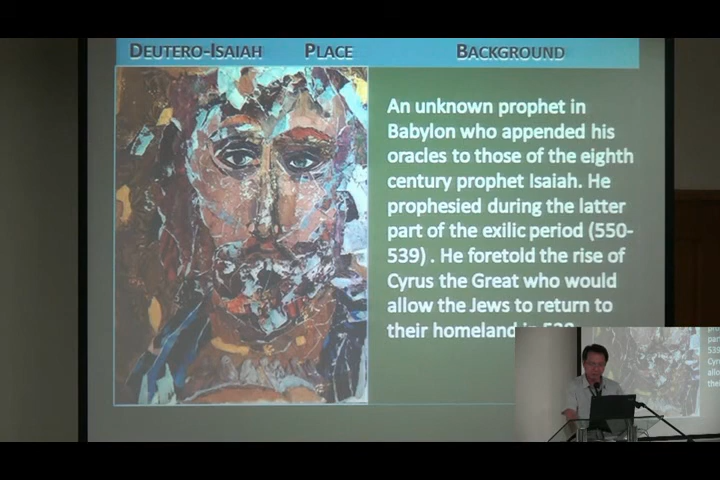 DEUTERO-ISAIAH PLACE BACKGROUND
An unknown prophet in
Babylon who appended his
oracles to those of the eighth
century prophet Isaiah. He
prophesied during the latter
part of the exilic period (550-
539) . He foretold the rise of
Cyrus the Great who would
allow the Jews to return to
their homeland in